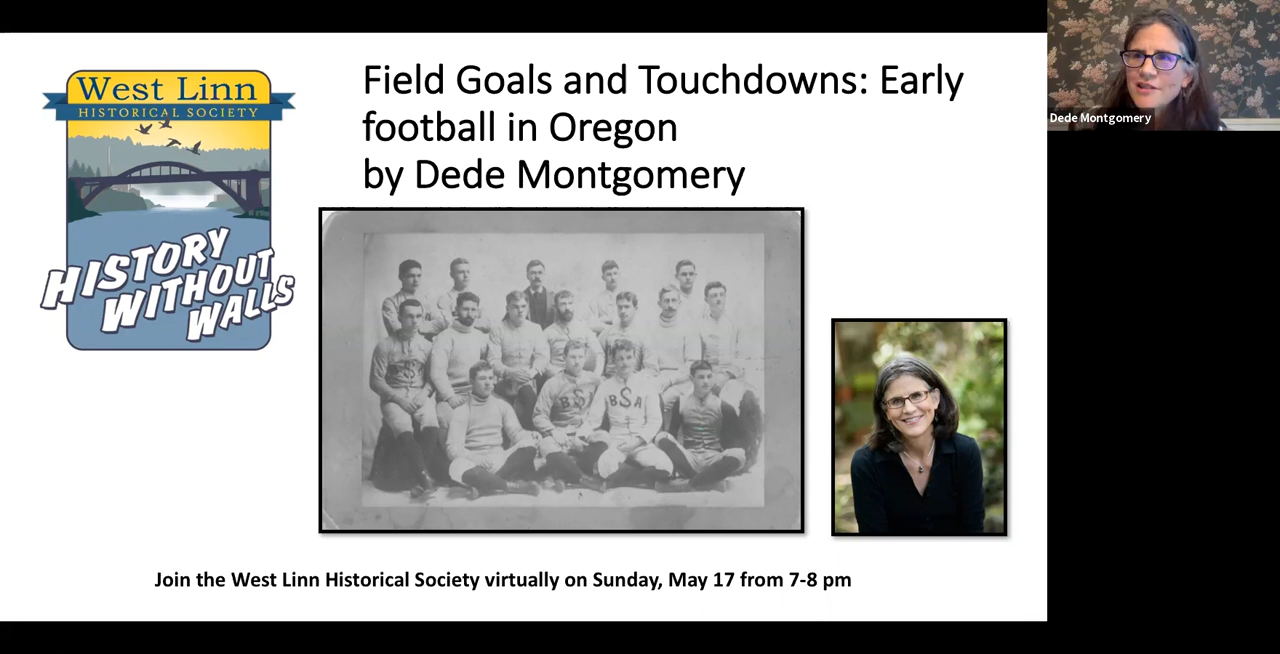 West Linn
HISTORICAL SOCIETY
HISTORY
WITHOUT
WALLS
Field Goals and Touchdowns: Early
football in Oregon
by Dede Montgomery
BSA
Join the West Linn Historical Society virtually on Sunday, May 17 from 7-8 pm
Dede Montgomery